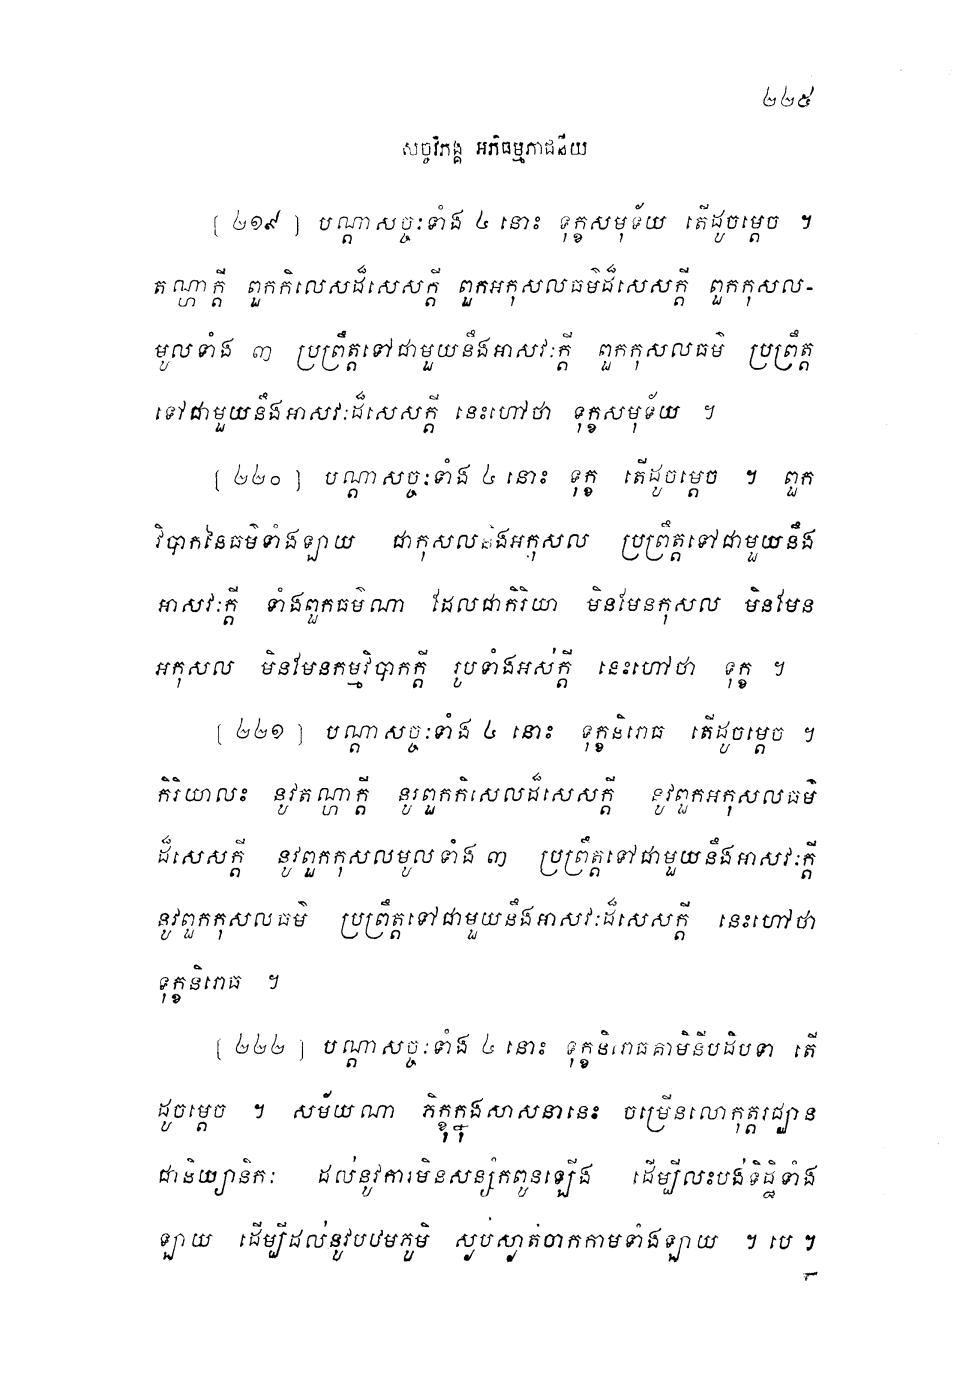 ២២៥
សច្ចវិភង្គ អភិធម្មភាជនីយ
[ ២១៩ ] បណ្តាសច្ចៈទាំង ៤ នោះ ទុក្ខសមុទ័យ តើដូចម្តេច ។
តណ្ហាក្តី ពួកកិលេសដ៏សេសក្តី ពួកអកុសលធម៌ដ៏សេសក្តី ពួកកុសល-
មូលទាំង ៣ ប្រព្រឹត្តទៅជាមួយនឹងអាសវៈក្តី ពួកកុសលធម៌ ប្រព្រឹត្ត
ទៅជាមួយនឹងអាសវៈដ៏សេសក្តី នេះហៅថា ទុក្ខសមុទ័យ ។
[ ២២០ ] បណ្តាសច្ចៈទាំង ៤ នោះ ទុក្ខ តើដូចម្តេច ។ ពួក
វិបាកនៃធម៌ទាំងឡាយ ជាកុសលនិងអកុសល ប្រព្រឹត្តទៅជាមួយនឹង
អាសវៈក្តី ទាំងពួកធម៌ណា ដែលជាកិរិយា មិនមែនកុសល មិនមែន
អកុសល មិនមែនកម្មវិបាកក្តី រូបទាំងអស់ក្តី នេះហៅថា ទុក្ខ ។
[ ២២១ ] បណ្តាសច្ចៈទាំង ៤ នោះ ទុក្ខនិរោធ តើដូចម្តេច ។
កិរិយាលះ នូវតណ្ហាក្តី នូវពួកកិសេលដ៏សេសក្តី នូវពួកអកុសលធម៌
ដ៏សេសក្តី នូវពួកកុសលមូលទាំង ៣ ប្រព្រឹត្តទៅជាមួយនឹងអាសវៈក្តី
នូវពួកកុសលធម៌ ប្រព្រឹត្តទៅជាមួយនឹងអាសវៈដ៏សេសក្តី នេះហៅថា
ទុក្ខនិរោធ ។
[ ២២២ ] បណ្តាសច្ចៈទាំង ៤ នោះ ទុក្ខនិរោធគាមិនីបដិបទា តើ
ដូចម្តេច ។ សម័យណា ភិក្ខុក្នុងសាសនានេះ ចម្រើនលោកុត្តរជ្ឈាន
ជានិយ្យានិកៈ ដល់នូវការមិនសន្សំកពូនឡើង ដើម្បីលះបង់ទិដ្ឋិទាំង
ឡាយ ដើម្បីដល់នូវបឋមភូមិ ស្ងប់ស្ងាត់ចាកកាមទាំងឡាយ ។ បេ ។